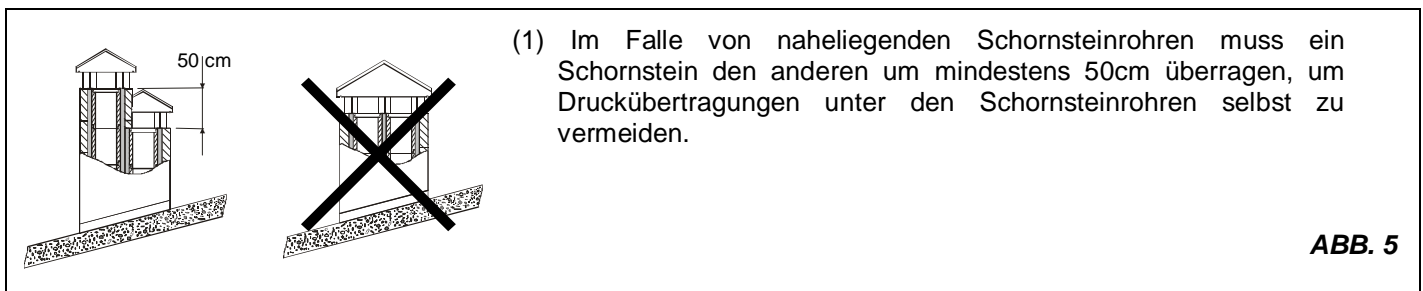 50 cm
(1) Im Falle von naheliegenden Schornsteinrohren muss ein
Schornstein den anderen um mindestens 50cm überragen, um
Druckübertragungen unter den Schornsteinrohren selbst zu
vermeiden.
ABB. 5